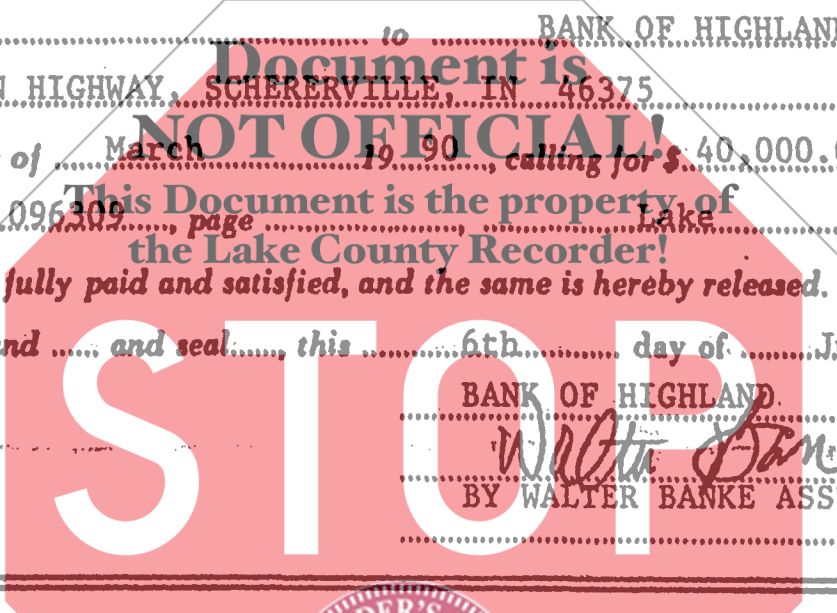 to BANK OF HIGHLAND
Document is
HIGHWAY, SCHERERVILLE, IN 46375
NOT OFFICIAL!
of March 19 90, calling for $ 40,000.
This Document is the property of
096309, page , Lake
the Lake County Recorder!
fully paid and satisfied, and the same is hereby released.
and seal this 6th day of
STOP
BANK OF HIGHLAND
BY WALTER BANKE ASS